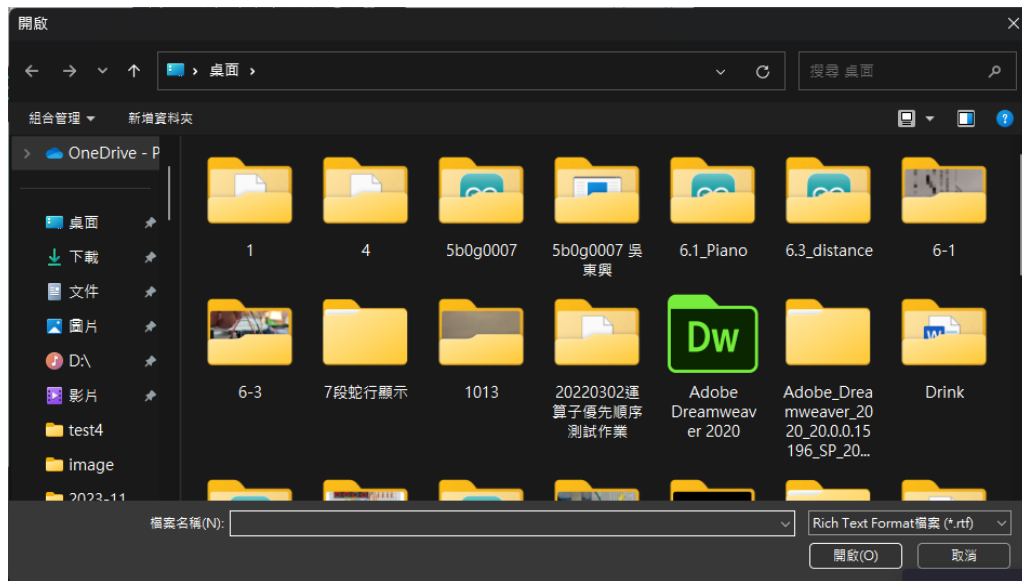 開啟
桌面
搜尋 桌面
組合管理
新增資料夾
OneDrive - P
桌面
下載
文件
圖片
D:\
影片
test4
image
2023-11
1
4
5b0g0007
5b0g0007 吳
東興
6.1_Piano
6.3_distance
6-1
6-3
7段蛇行顯示
1013
20220302運
算子優先順序
測試作業
Dw
Adobe
Dreamweav
er 2020
Adobe_Drea
mweaver_20
20_20.0.0.15
196_SP_20...
Drink
檔案名稱(N):
Rich Text Format檔案 (*.rtf)
開啟(O)
取消